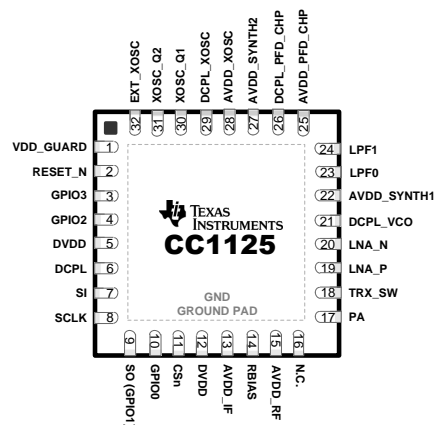 EXT_XOSC
XOSC_Q2
XOSC_Q1
DCPL_XOSC
AVDD_XOSC
AVDD_SYNTH2
DCPL_PFD_CHP
AVDD_PFD_CHP
32
31
30
29
28
27
26
25
VDD_GUARD 1
RESET_N 2
GPIO3 3
GPIO2 4
DVDD 5
DCPL 6
SI 7
SCLK 8
24 LPF1
23 LPF0
22 AVDD_SYNTH1
21 DCPL_VCO
20 LNA_N
19 LNA_P
18 TRX_SW
17 PA
TEXAS
INSTRUMENTS
CC1125
GND
GROUND PAD
9
10
11
12
13
14
15
16
SO (GPIO1)
GPIO0
CSn
DVDD
AVDD_IF
RBIAS
AVDD_RF
N.C.